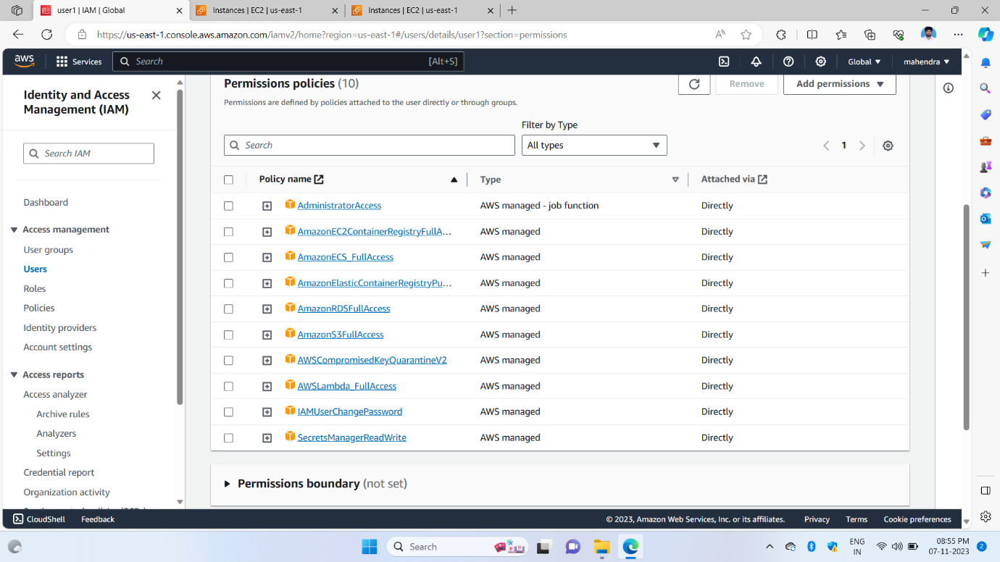 user1 | IAM | Global
Instances | EC2 | us-east-1
Instances | EC2 | us-east-1
https://us-east-1.console.aws.amazon.com/iamv2/home?region=us-east-1#/users/details/user1?section=permissions
aws
Services
Search
[Alt+S]
Global
mahendra
Identity and Access
Management (IAM)
Search IAM
Dashboard
Access management
User groups
Users
Roles
Policies
Identity providers
Account settings
Access reports
Access analyzer
Archive rules
Analyzers
Settings
Credential report
Organization activity
Permissions policies (10)
Remove
Add permissions
Permissions are defined by policies attached to the user directly or through groups.
Filter by Type
Search
All types
1
Policy name
Type
Attached via
AdministratorAccess AWS managed - job function Directly
AmazonEC2ContainerRegistryFullA... AWS managed Directly
AmazonECS_FullAccess AWS managed Directly
AmazonElasticContainerRegistryPu... AWS managed Directly
AmazonRDSFullAccess AWS managed Directly
AmazonS3FullAccess AWS managed Directly
AWSCompromisedKeyQuarantineV2 AWS managed Directly
AWSLambda_FullAccess AWS managed Directly
IAMUserChangePassword AWS managed Directly
SecretsManagerReadWrite AWS managed Directly
Permissions boundary (not set)
CloudShell
Feedback
© 2023, Amazon Web Services, Inc. or its affiliates.
Privacy
Terms
Cookie preferences
Search
ENG
IN
08:55 PM
07-11-2023
2